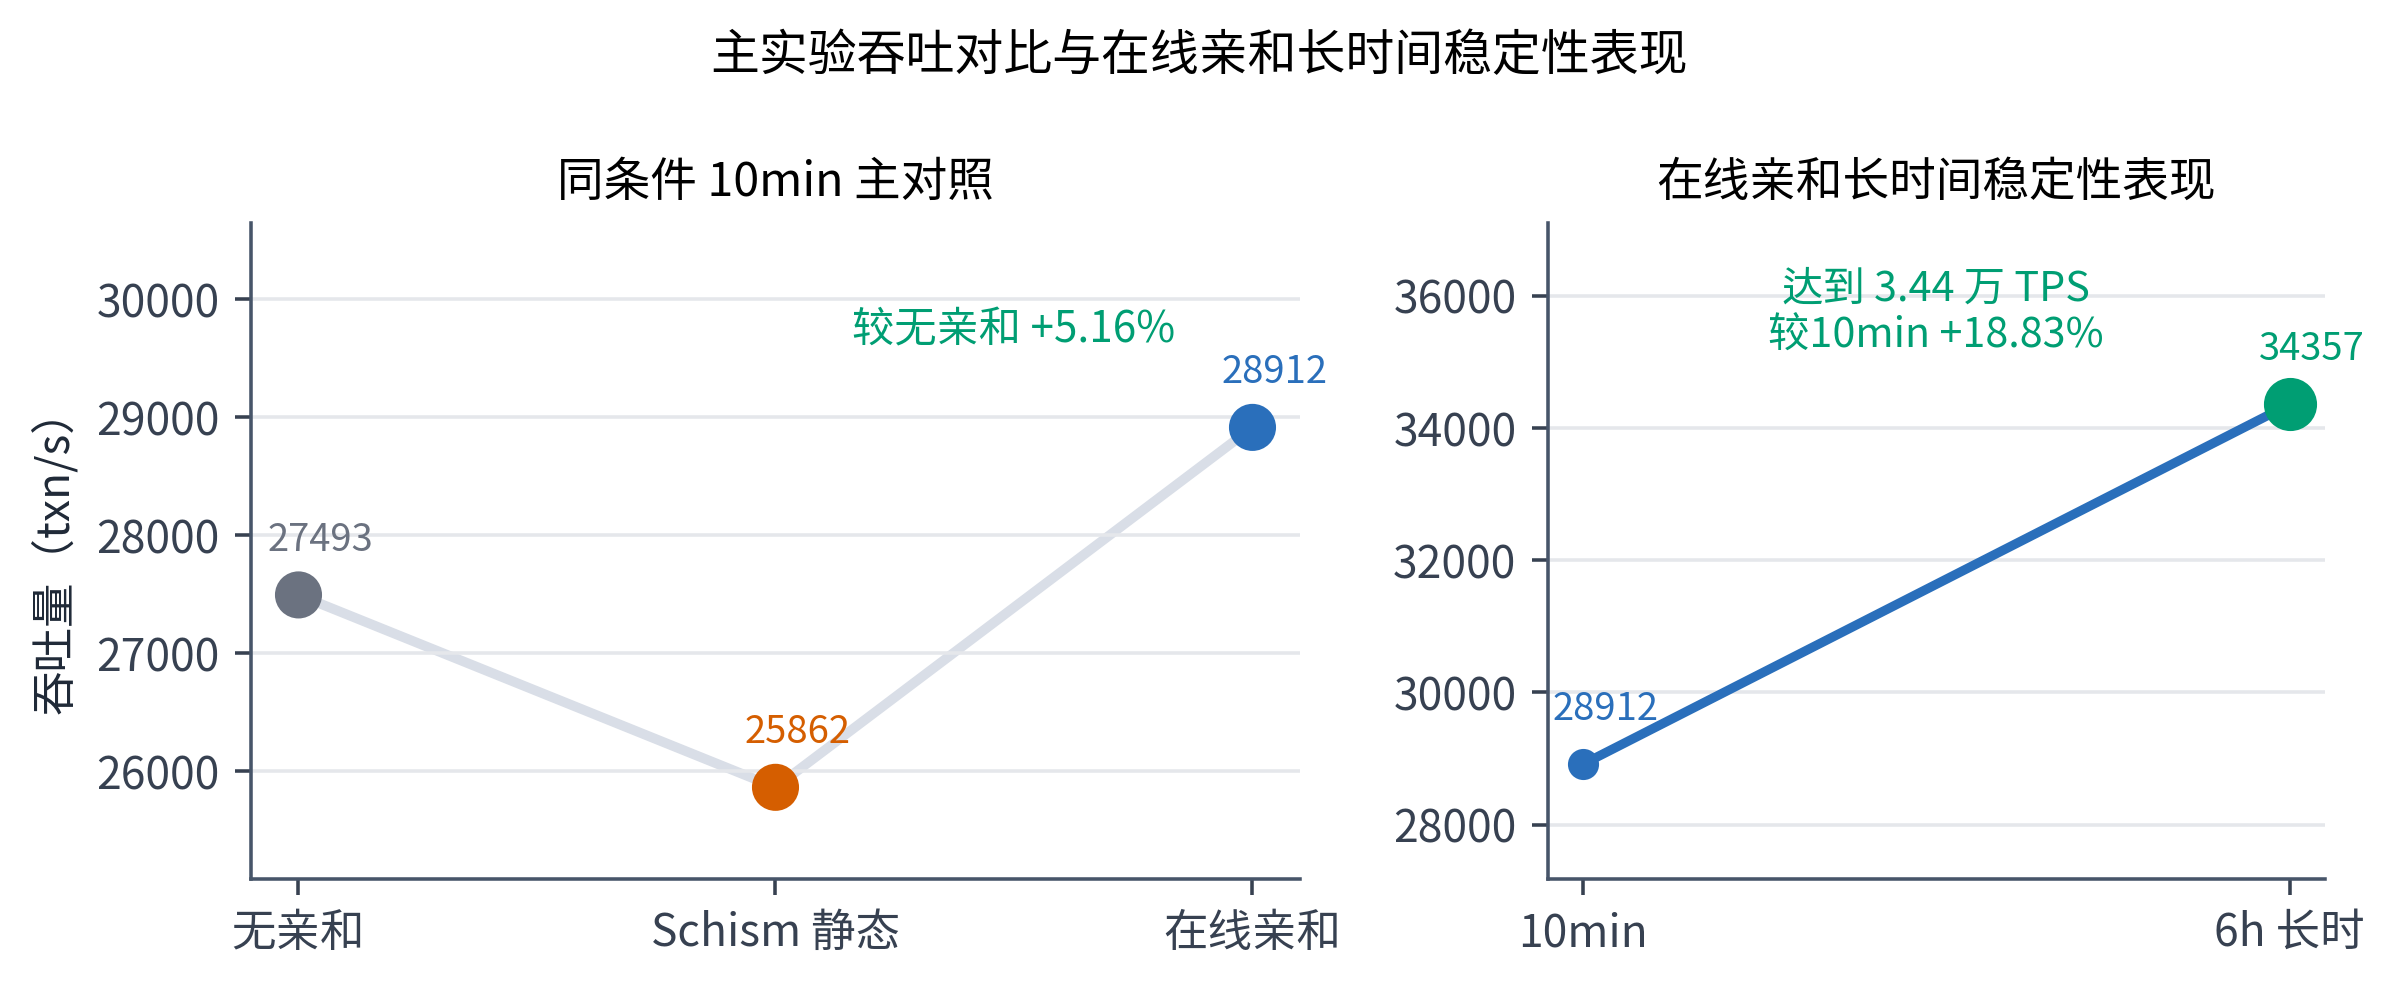 主实验吞吐对比与在线亲和长时间稳定性表现
同条件 10min 主对照
吞吐量（txn/s）
30000
29000
28000
27000
26000
较无亲和 +5.16%
28912
27493
25862
无亲和
Schism 静态
在线亲和
在线亲和长时间稳定性表现
36000
34000
32000
30000
28000
达到 3.44 万 TPS
较10min +18.83%
34357
28912
10min
6h 长时